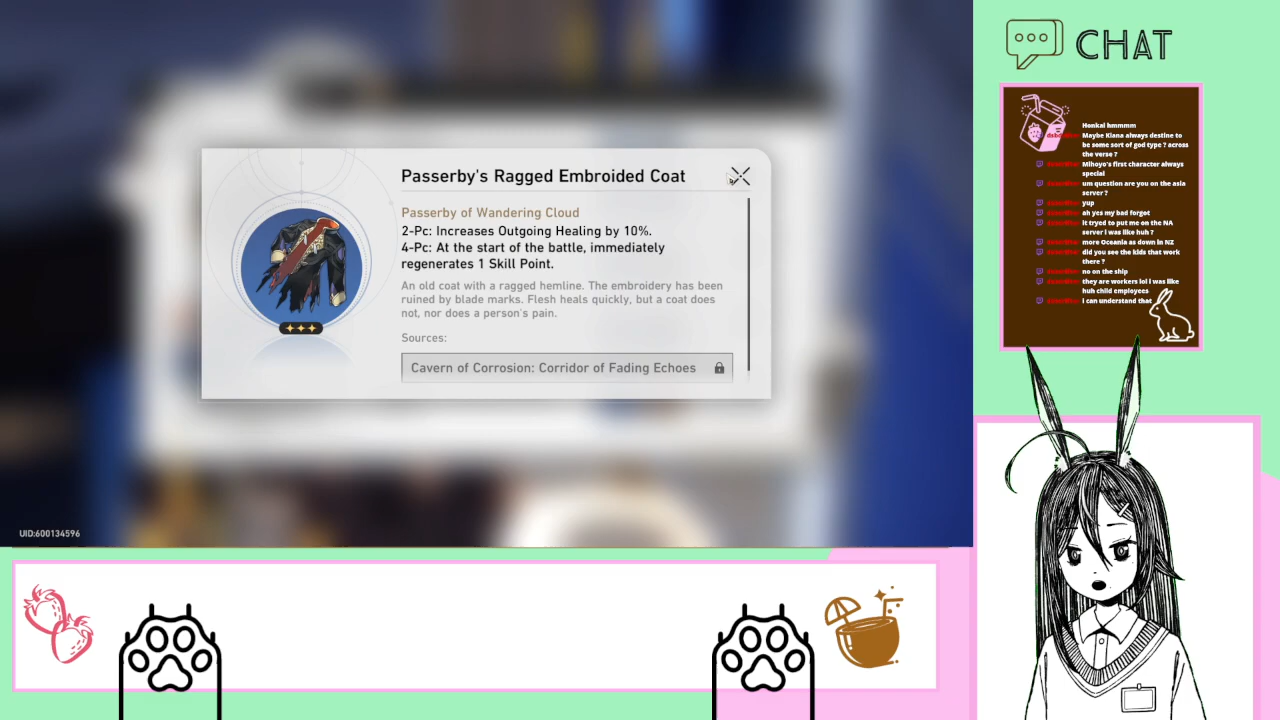 Passerby's Ragged Embroided Coat
Passerby of Wandering Cloud
2-Pc: Increases Outgoing Healing by 10%.
4-Pc: At the start of the battle, immediately
regenerates 1 Skill Point.
An old coat with a ragged hemline. The embroidery has been
ruined by blade marks. Flesh heals quickly, but a coat does
not, nor does a person's pain.
Sources:
Cavern of Corrosion: Corridor of Fading Echoes
UID:600134596
CHAT
Honkai hmmmm
Maybe Kiana always destine to
be some sort of god type ? across
the verse ?
Mihoyo's first character always
special
um question are you on the asia
server ?
yup
ah yes my bad forgot
it tryed to put me on the NA
server i was like huh ?
more Oceania as down in NZ
did you see the kids that work
there ?
no on the ship
they are workers lol i was like
huh child employees
i can understand that